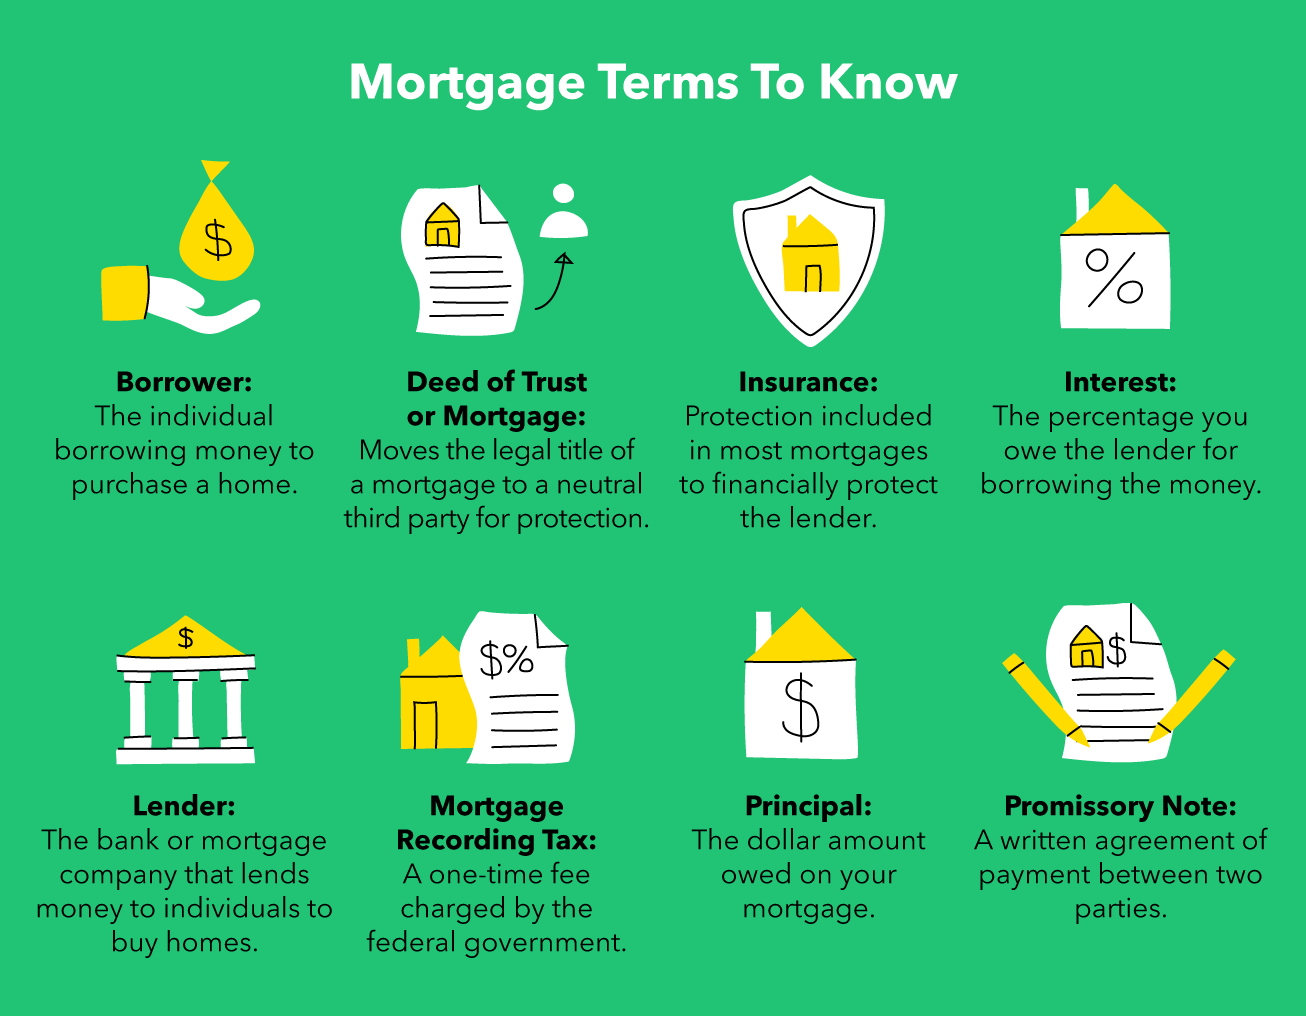 Mortgage Terms To Know
$
%
Borrower:
The individual
borrowing money to
purchase a home.
Deed of Trust
or Mortgage:
Moves the legal title of
a mortgage to a neutral
third party for protection.
Insurance:
Protection included
in most mortgages
to financially protect
the lender.
Interest:
The percentage you
owe the lender for
borrowing the money.
$
$%
$
$
Lender:
The bank or mortgage
company that lends
money to individuals to
buy homes.
Mortgage
Recording Tax:
A one-time fee
charged by the
federal government.
Principal:
The dollar amount
owed on your
mortgage.
Promissory Note:
A written agreement of
payment between two
parties.